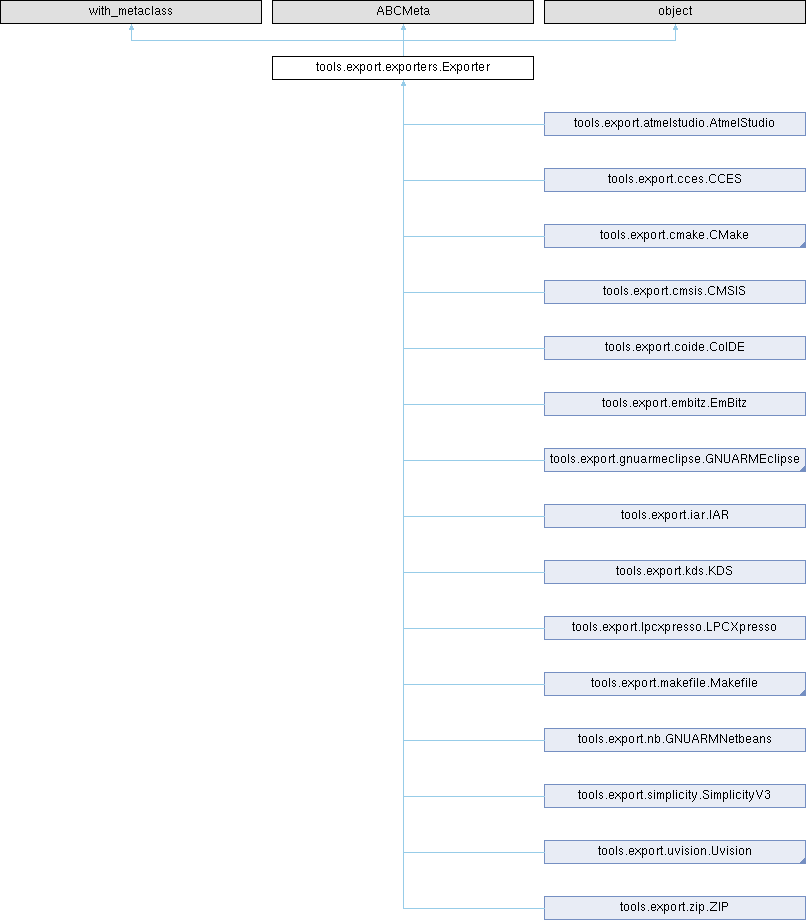 with_metaclass
ABCMeta
object
tools.export.exporters.Exporter
tools.export.atmelstudio.AtmelStudio
tools.export.cces.CCES
tools.export.cmake.CMake
tools.export.cmsis.CMSIS
tools.export.coide.CoIDE
tools.export.embitz.EmBitz
tools.export.gnuarmeclipse.GNUARMEclipse
tools.export.iar.IAR
tools.export.kds.KDS
tools.export.lpcxpresso.LPCXpresso
tools.export.makefile.Makefile
tools.export.nb.GNUARMNetbeans
tools.export.simplicity.SimplicityV3
tools.export.uvision.Uvision
tools.export.zip.ZIP